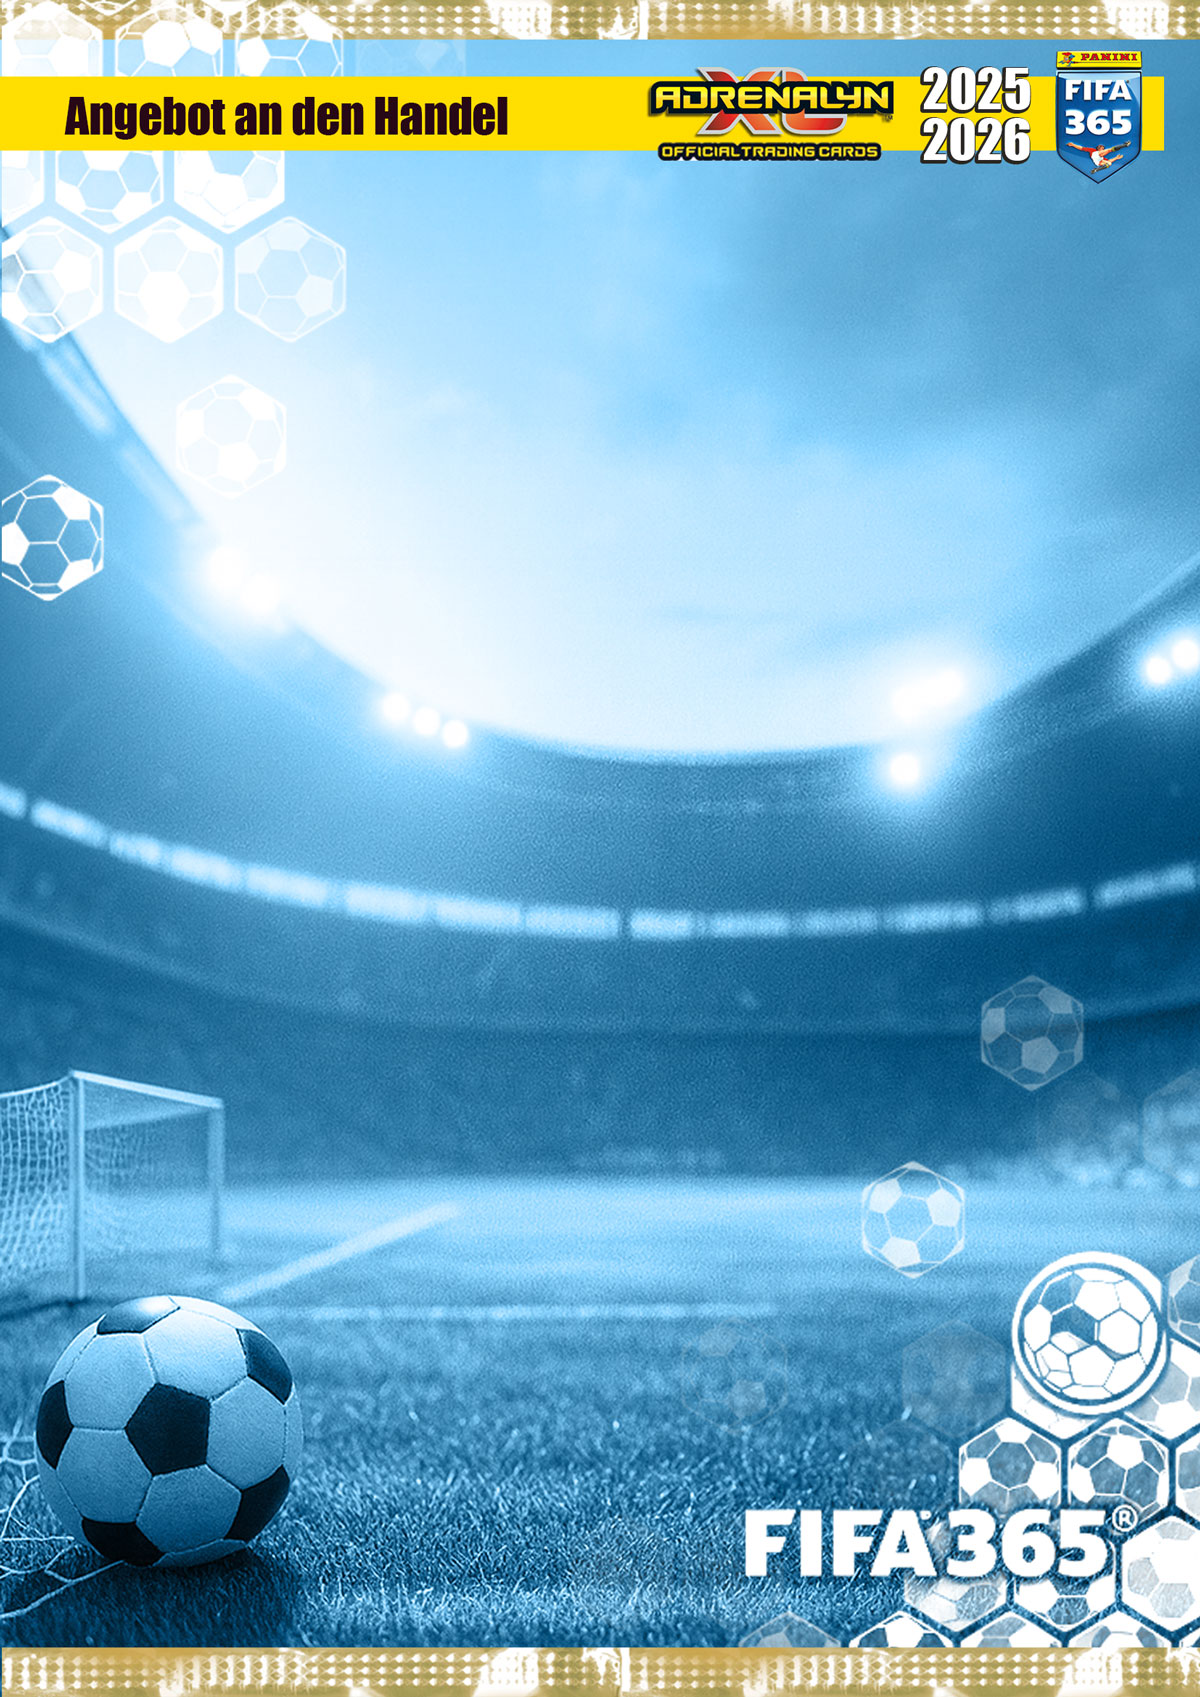 Angebot an den Handel
ADRENALYN XL
OFFICIAL TRADING CARDS
2025
2026
PANINI
FIFA
365
FIFA 365®